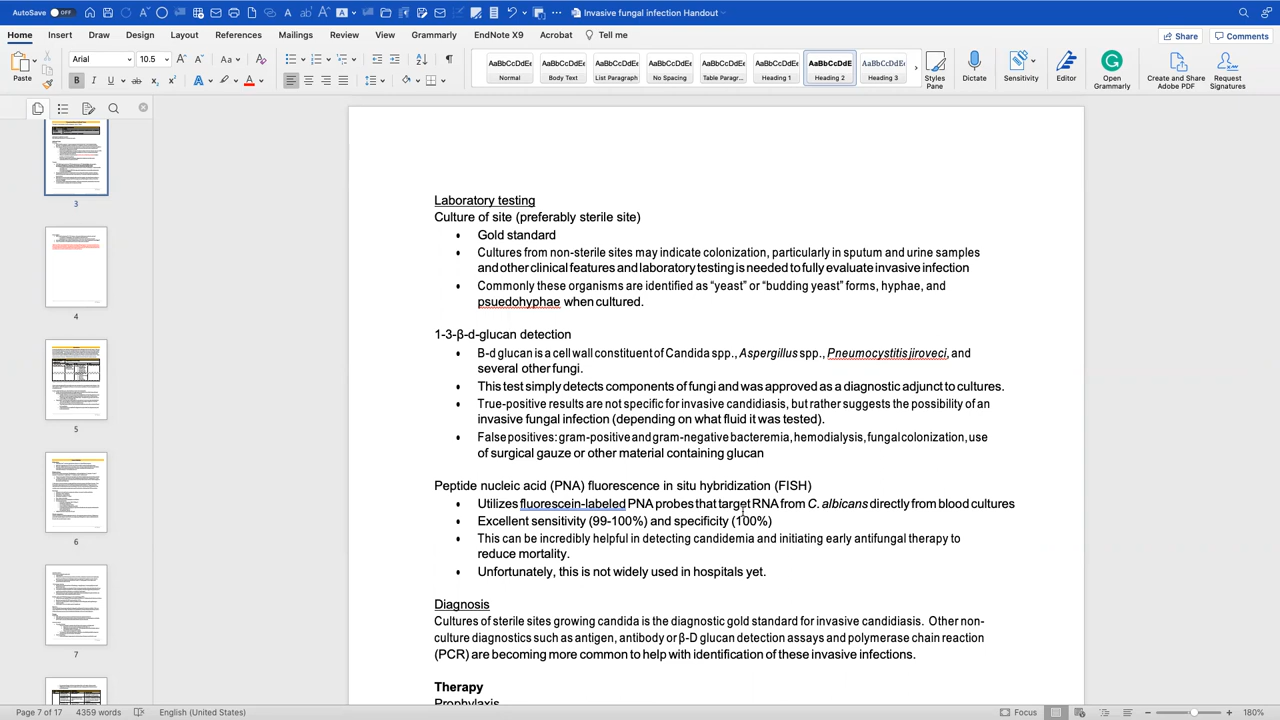 AutoSave OFF
Invasive fungal infection Handout
Home Insert Draw Design Layout References Mailings Review View Grammarly EndNote X9 Acrobat Tell me Share Comments
Paste Arial 10.5
AaBbCcDdEe AaBbCcDdEe AaBbCcDdEe AaBbCcDdEe AaBbCcDdEe AaBbCcDdEe AaBbCcDdE AaBbCcDdEe
Normal Body Text List Paragraph No Spacing Table Paragr... Heading 1 Heading 2 Heading 3
Styles Pane Dictate Sensitivity Editor Open Grammarly Create and Share Adobe PDF Request Signatures
3
4
5
6
7
Laboratory testing
Culture of site (preferably sterile site)
• Gold standard
• Cultures from non-sterile sites may indicate colonization, particularly in sputum and urine samples
and other clinical features and laboratory testing is needed to fully evaluate invasive infection
• Commonly these organisms are identified as “yeast” or “budding yeast” forms, hyphae, and
psuedohyphae when cultured.
1-3-β-d-glucan detection
• B-d glucan is a cell wall constituent of Candida spp., Aspergillus spp., Pneumocystitis jiroveci, and
several other fungi.
• This test simply detects components of fungi and was approved as a diagnostic adjunct to cultures.
• True-positive results are not specific for invasive candidiasis, but rather suggests the possibility of an
invasive fungal infection (depending on what fluid it was tested).
• False positives: gram-positive and gram-negative bacteremia, hemodialysis, fungal colonization, use
of surgical gauze or other material containing glucan
Peptide nucleic acid (PNA) fluorescence in situ hybridization (FISH)
• Utilizes fluorescein-labeled PNA probes that target RNA from C. albicans directly from blood cultures
• Excellent sensitivity (99-100%) and specificity (100%)
• This can be incredibly helpful in detecting candidemia and initiating early antifungal therapy to
reduce mortality.
• Unfortunately, this is not widely used in hospitals yet.
Diagnosis
Cultures of sterile sites growing candida is the diagnostic gold standard for invasive candidiasis. Other non-
culture diagnostics such as antigen, antibody or β-D glucan detection assays and polymerase chain reaction
(PCR) are becoming more common to help with identification of these invasive infections.
Therapy
Prophylaxis
Page 7 of 17 4359 words English (United States) Focus 180%